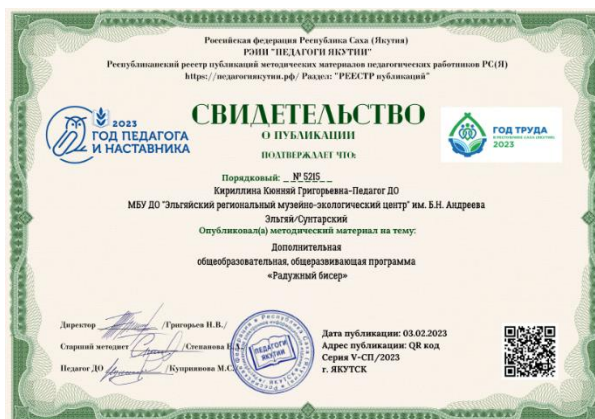 Российская федерация Республика Саха (Якутия)
РЭИИ "ПЕДАГОГИ ЯКУТИИ"
Республиканский реестр публикаций методических материалов педагогических работников РС(Я)
https://педагогиякутии.рф/ Раздел: "РЕЕСТР публикаций"
2023
ГОД ПЕДАГОГА
И НАСТАВНИКА
СВИДЕТЕЛЬСТВО
О ПУБЛИКАЦИИ
ПОДТВЕРЖДАЕТ ЧТО:
ГОД ТРУДА
2023
Порядковый: __№ 5215__
Кириллина Кюнняй Григорьевна-Педагог ДО
МБУ ДО "Эльгяйский региональный музейно-экологический центр" им. Б.Н. Андреева
Эльгяй/Сунтарский
Опубликовал(а) методический материал на тему:
Дополнительная
общеобразовательная, общеразвивающая программа
«Радужный бисер»
Директор /Григорьев Н.В./
Старший методист /Степанова
Педагог ДО /Куприянова М.С.
ПЕДАГОГИ
ЯКУТИИ
Дата публикации: 03.02.2023
Адрес публикации: QR код
Серия V-СП/2023
г. ЯКУТСК